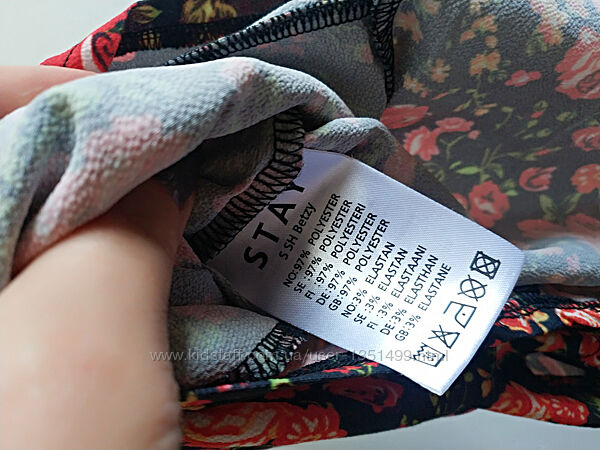 STAY
S SH Betzy
NO:97% POLYESTER
SE :97% POLYESTER
FI :97% POLYESTERI
DE:97% POLYESTER
GB:97% POLYESTER
NO:3% ELASTAN
SE :3% ELASTAN
FI :3% ELASTAANI
DE:3% ELASTHAN
GB:3% ELASTANE
www.kidstaff.com.ua/user-1251499.html